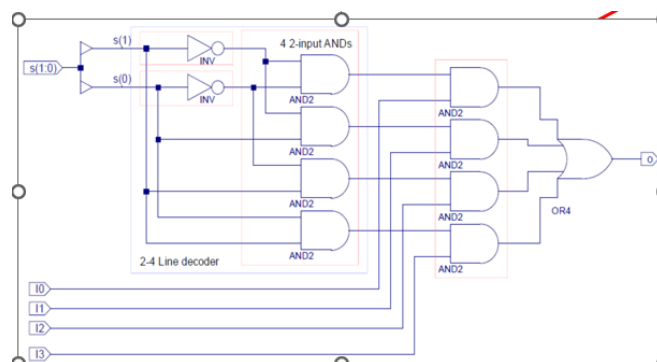 s(1)
4 2-input ANDs
INV
s(1:0)
s(0)
INV
AND2
AND2
AND2
AND2
AND2
AND2
AND2
AND2
OR4
o
2-4 Line decoder
I0
I1
I2
I3